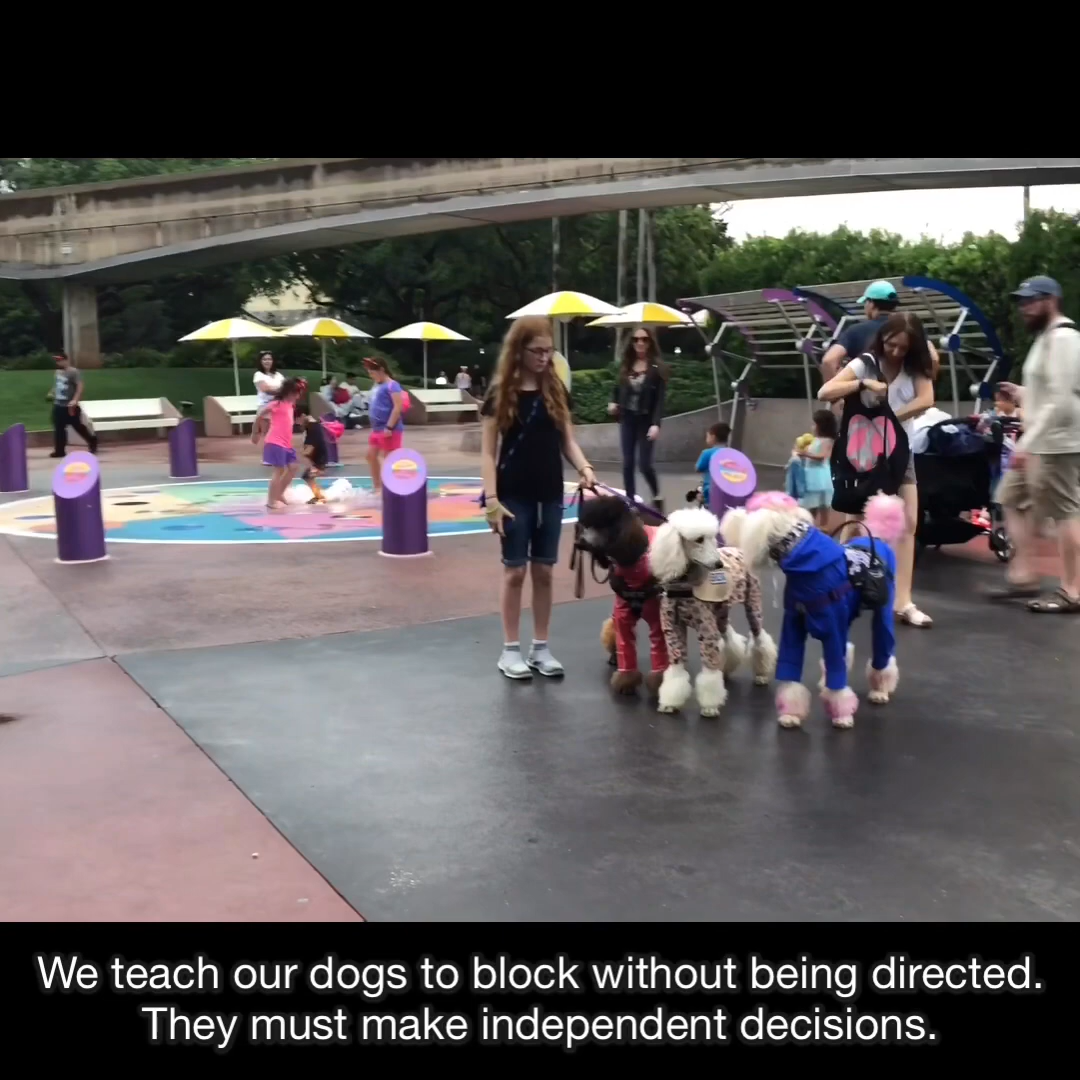 We teach our dogs to block without being directed.
They must make independent decisions.